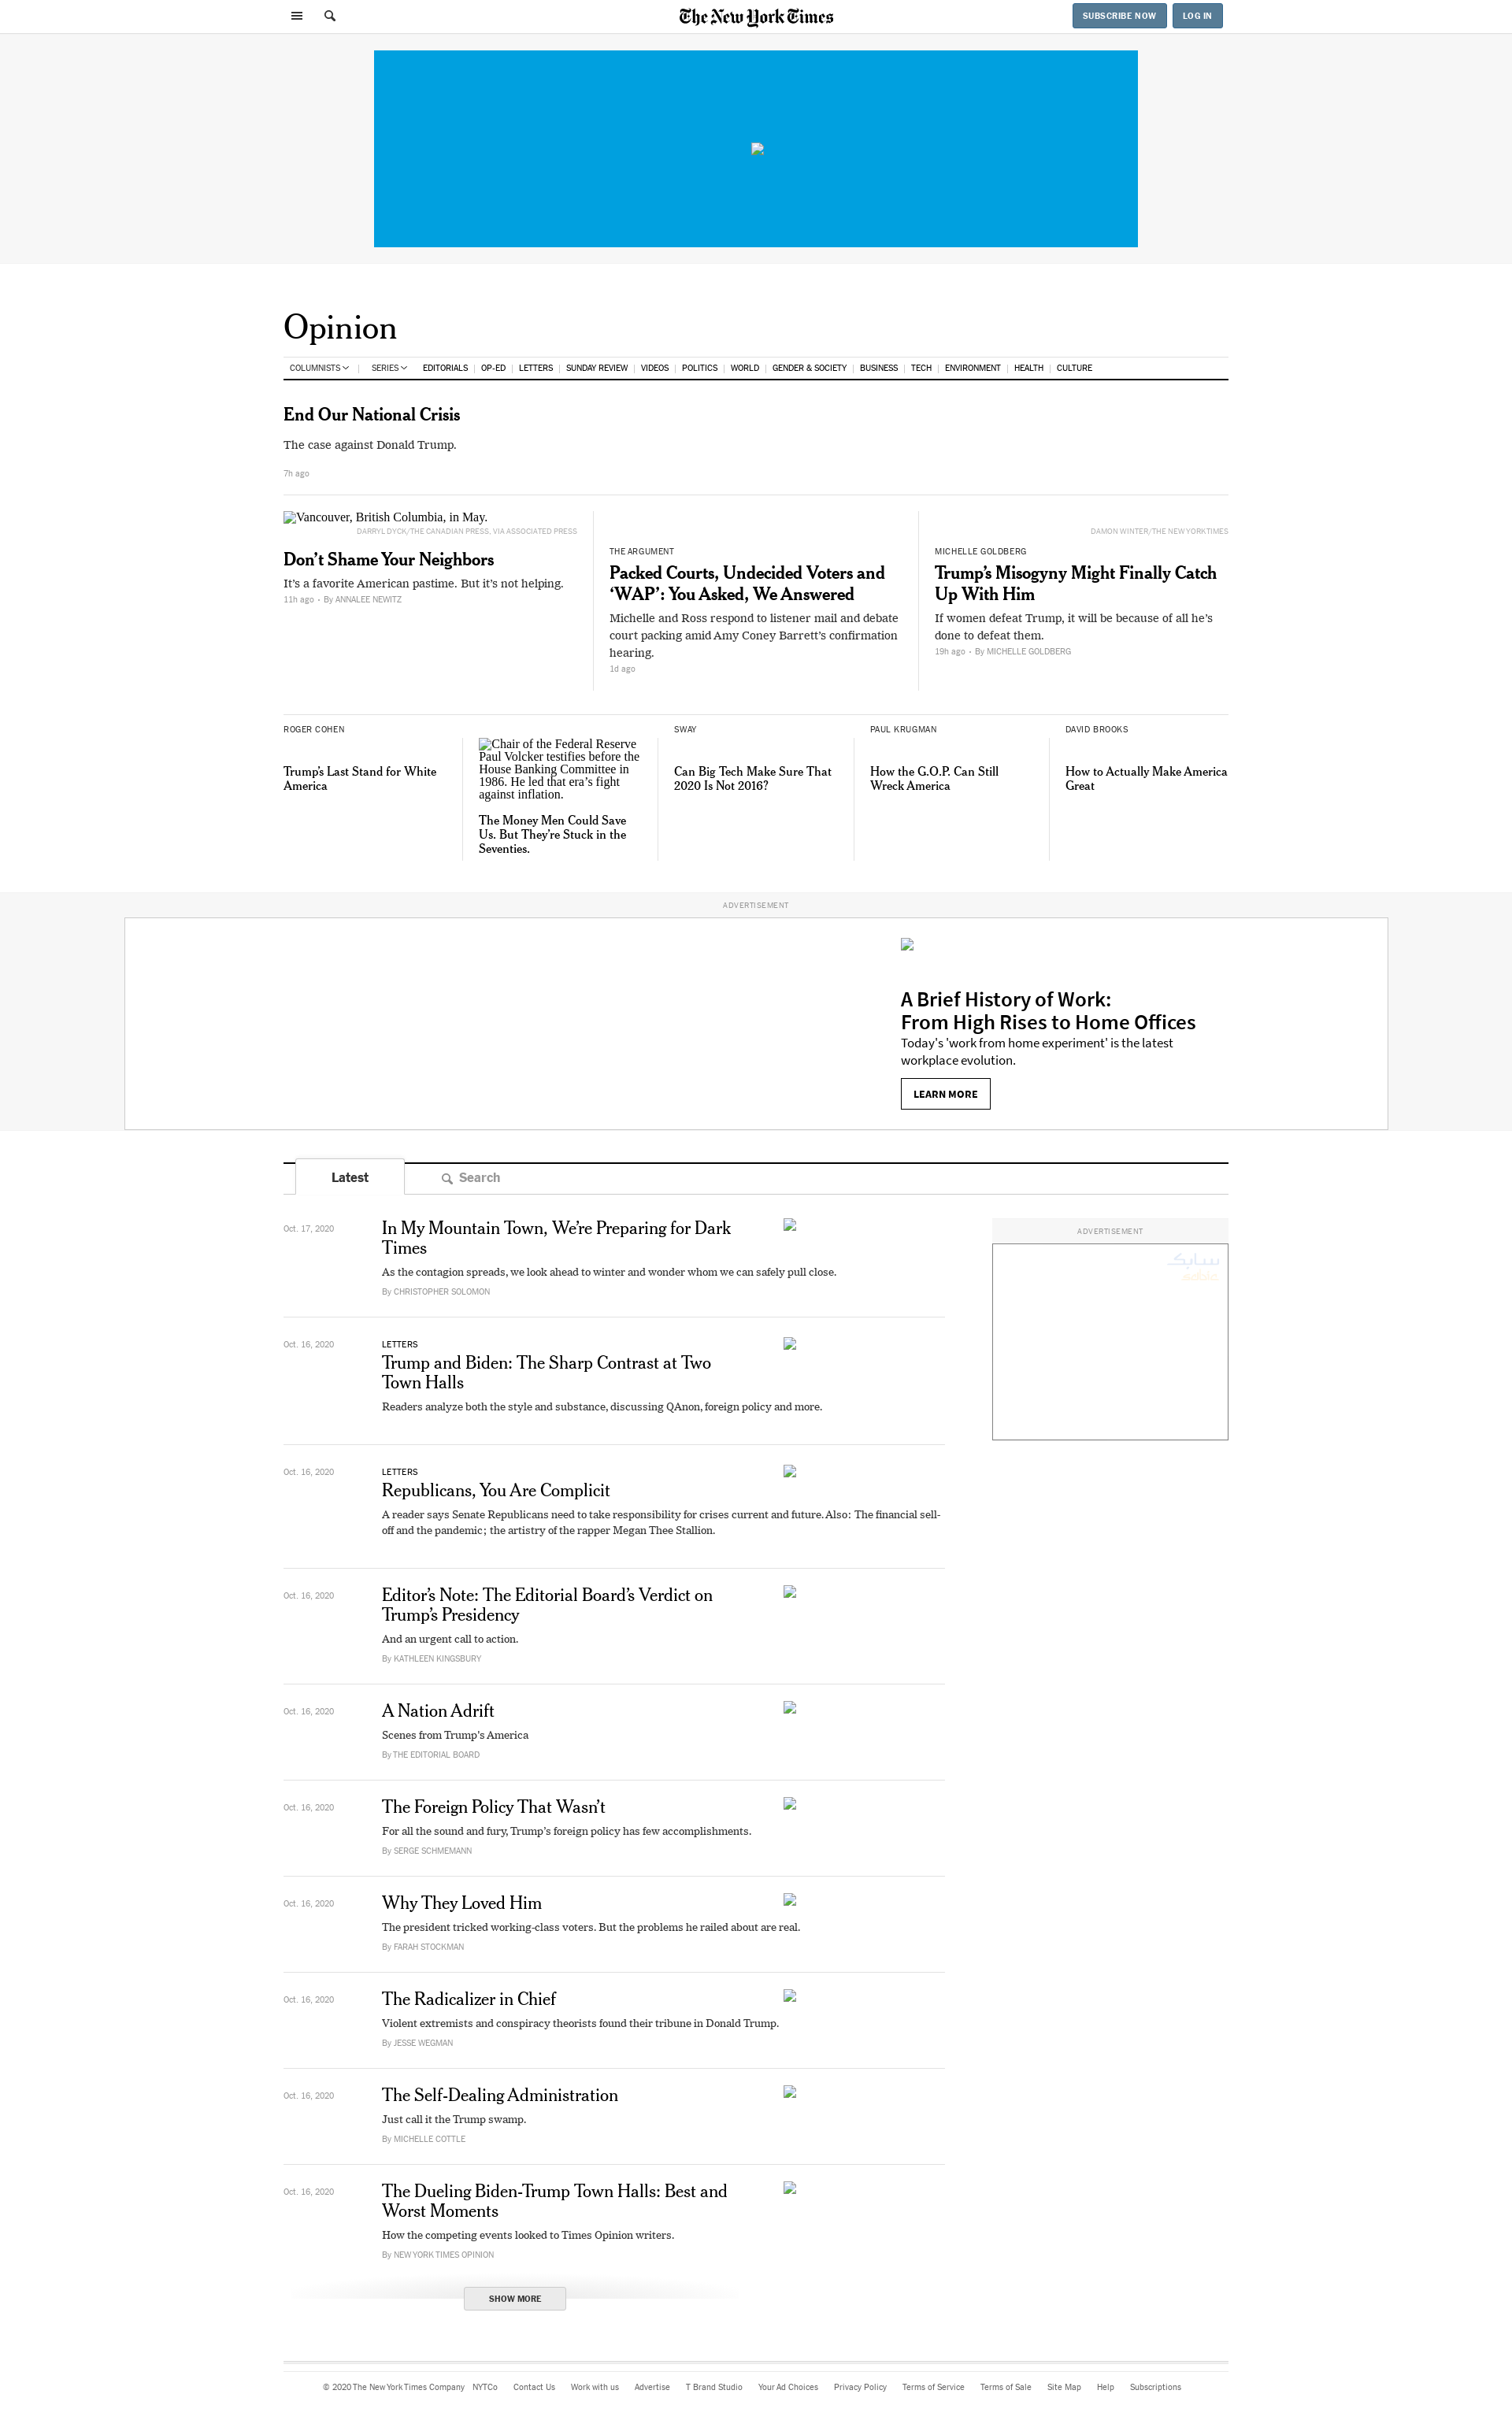 The New York Times
SUBSCRIBE NOW
LOG IN
Opinion
COLUMNISTS
SERIES
EDITORIALS
OP-ED
LETTERS
SUNDAY REVIEW
VIDEOS
POLITICS
WORLD
GENDER & SOCIETY
BUSINESS
TECH
ENVIRONMENT
HEALTH
CULTURE
End Our National Crisis
The case against Donald Trump.
7h ago
Vancouver, British Columbia, in May.
DARRYL DYCK/THE CANADIAN PRESS, VIA ASSOCIATED PRESS
Don’t Shame Your Neighbors
It’s a favorite American pastime. But it’s not helping.
11h ago • By ANNALEE NEWITZ
THE ARGUMENT
Packed Courts, Undecided Voters and
‘WAP’: You Asked, We Answered
Michelle and Ross respond to listener mail and debate
court packing amid Amy Coney Barrett’s confirmation
hearing.
1d ago
DAMON WINTER/THE NEW YORK TIMES
MICHELLE GOLDBERG
Trump’s Misogyny Might Finally Catch
Up With Him
If women defeat Trump, it will be because of all he’s
done to defeat them.
19h ago • By MICHELLE GOLDBERG
ROGER COHEN
Trump’s Last Stand for White
America
Chair of the Federal Reserve
Paul Volcker testifies before the
House Banking Committee in
1986. He led that era’s fight
against inflation.
The Money Men Could Save
Us. But They’re Stuck in the
Seventies.
SWAY
Can Big Tech Make Sure That
2020 Is Not 2016?
PAUL KRUGMAN
How the G.O.P. Can Still
Wreck America
DAVID BROOKS
How to Actually Make America
Great
ADVERTISEMENT
A Brief History of Work:
From High Rises to Home Offices
Today's 'work from home experiment' is the latest
workplace evolution.
LEARN MORE
Latest
Search
Oct. 17, 2020
In My Mountain Town, We’re Preparing for Dark
Times
As the contagion spreads, we look ahead to winter and wonder whom we can safely pull close.
By CHRISTOPHER SOLOMON
ADVERTISEMENT
سابك
Oct. 16, 2020
LETTERS
Trump and Biden: The Sharp Contrast at Two
Town Halls
Readers analyze both the style and substance, discussing QAnon, foreign policy and more.
Oct. 16, 2020
LETTERS
Republicans, You Are Complicit
A reader says Senate Republicans need to take responsibility for crises current and future. Also: The financial sell-
off and the pandemic; the artistry of the rapper Megan Thee Stallion.
Oct. 16, 2020
Editor’s Note: The Editorial Board’s Verdict on
Trump’s Presidency
And an urgent call to action.
By KATHLEEN KINGSBURY
Oct. 16, 2020
A Nation Adrift
Scenes from Trump’s America
By THE EDITORIAL BOARD
Oct. 16, 2020
The Foreign Policy That Wasn’t
For all the sound and fury, Trump’s foreign policy has few accomplishments.
By SERGE SCHMEMANN
Oct. 16, 2020
Why They Loved Him
The president tricked working-class voters. But the problems he railed about are real.
By FARAH STOCKMAN
Oct. 16, 2020
The Radicalizer in Chief
Violent extremists and conspiracy theorists found their tribune in Donald Trump.
By JESSE WEGMAN
Oct. 16, 2020
The Self-Dealing Administration
Just call it the Trump swamp.
By MICHELLE COTTLE
Oct. 16, 2020
The Dueling Biden-Trump Town Halls: Best and
Worst Moments
How the competing events looked to Times Opinion writers.
By NEW YORK TIMES OPINION
SHOW MORE
© 2020 The New York Times Company
NYTCo
Contact Us
Work with us
Advertise
T Brand Studio
Your Ad Choices
Privacy Policy
Terms of Service
Terms of Sale
Site Map
Help
Subscriptions